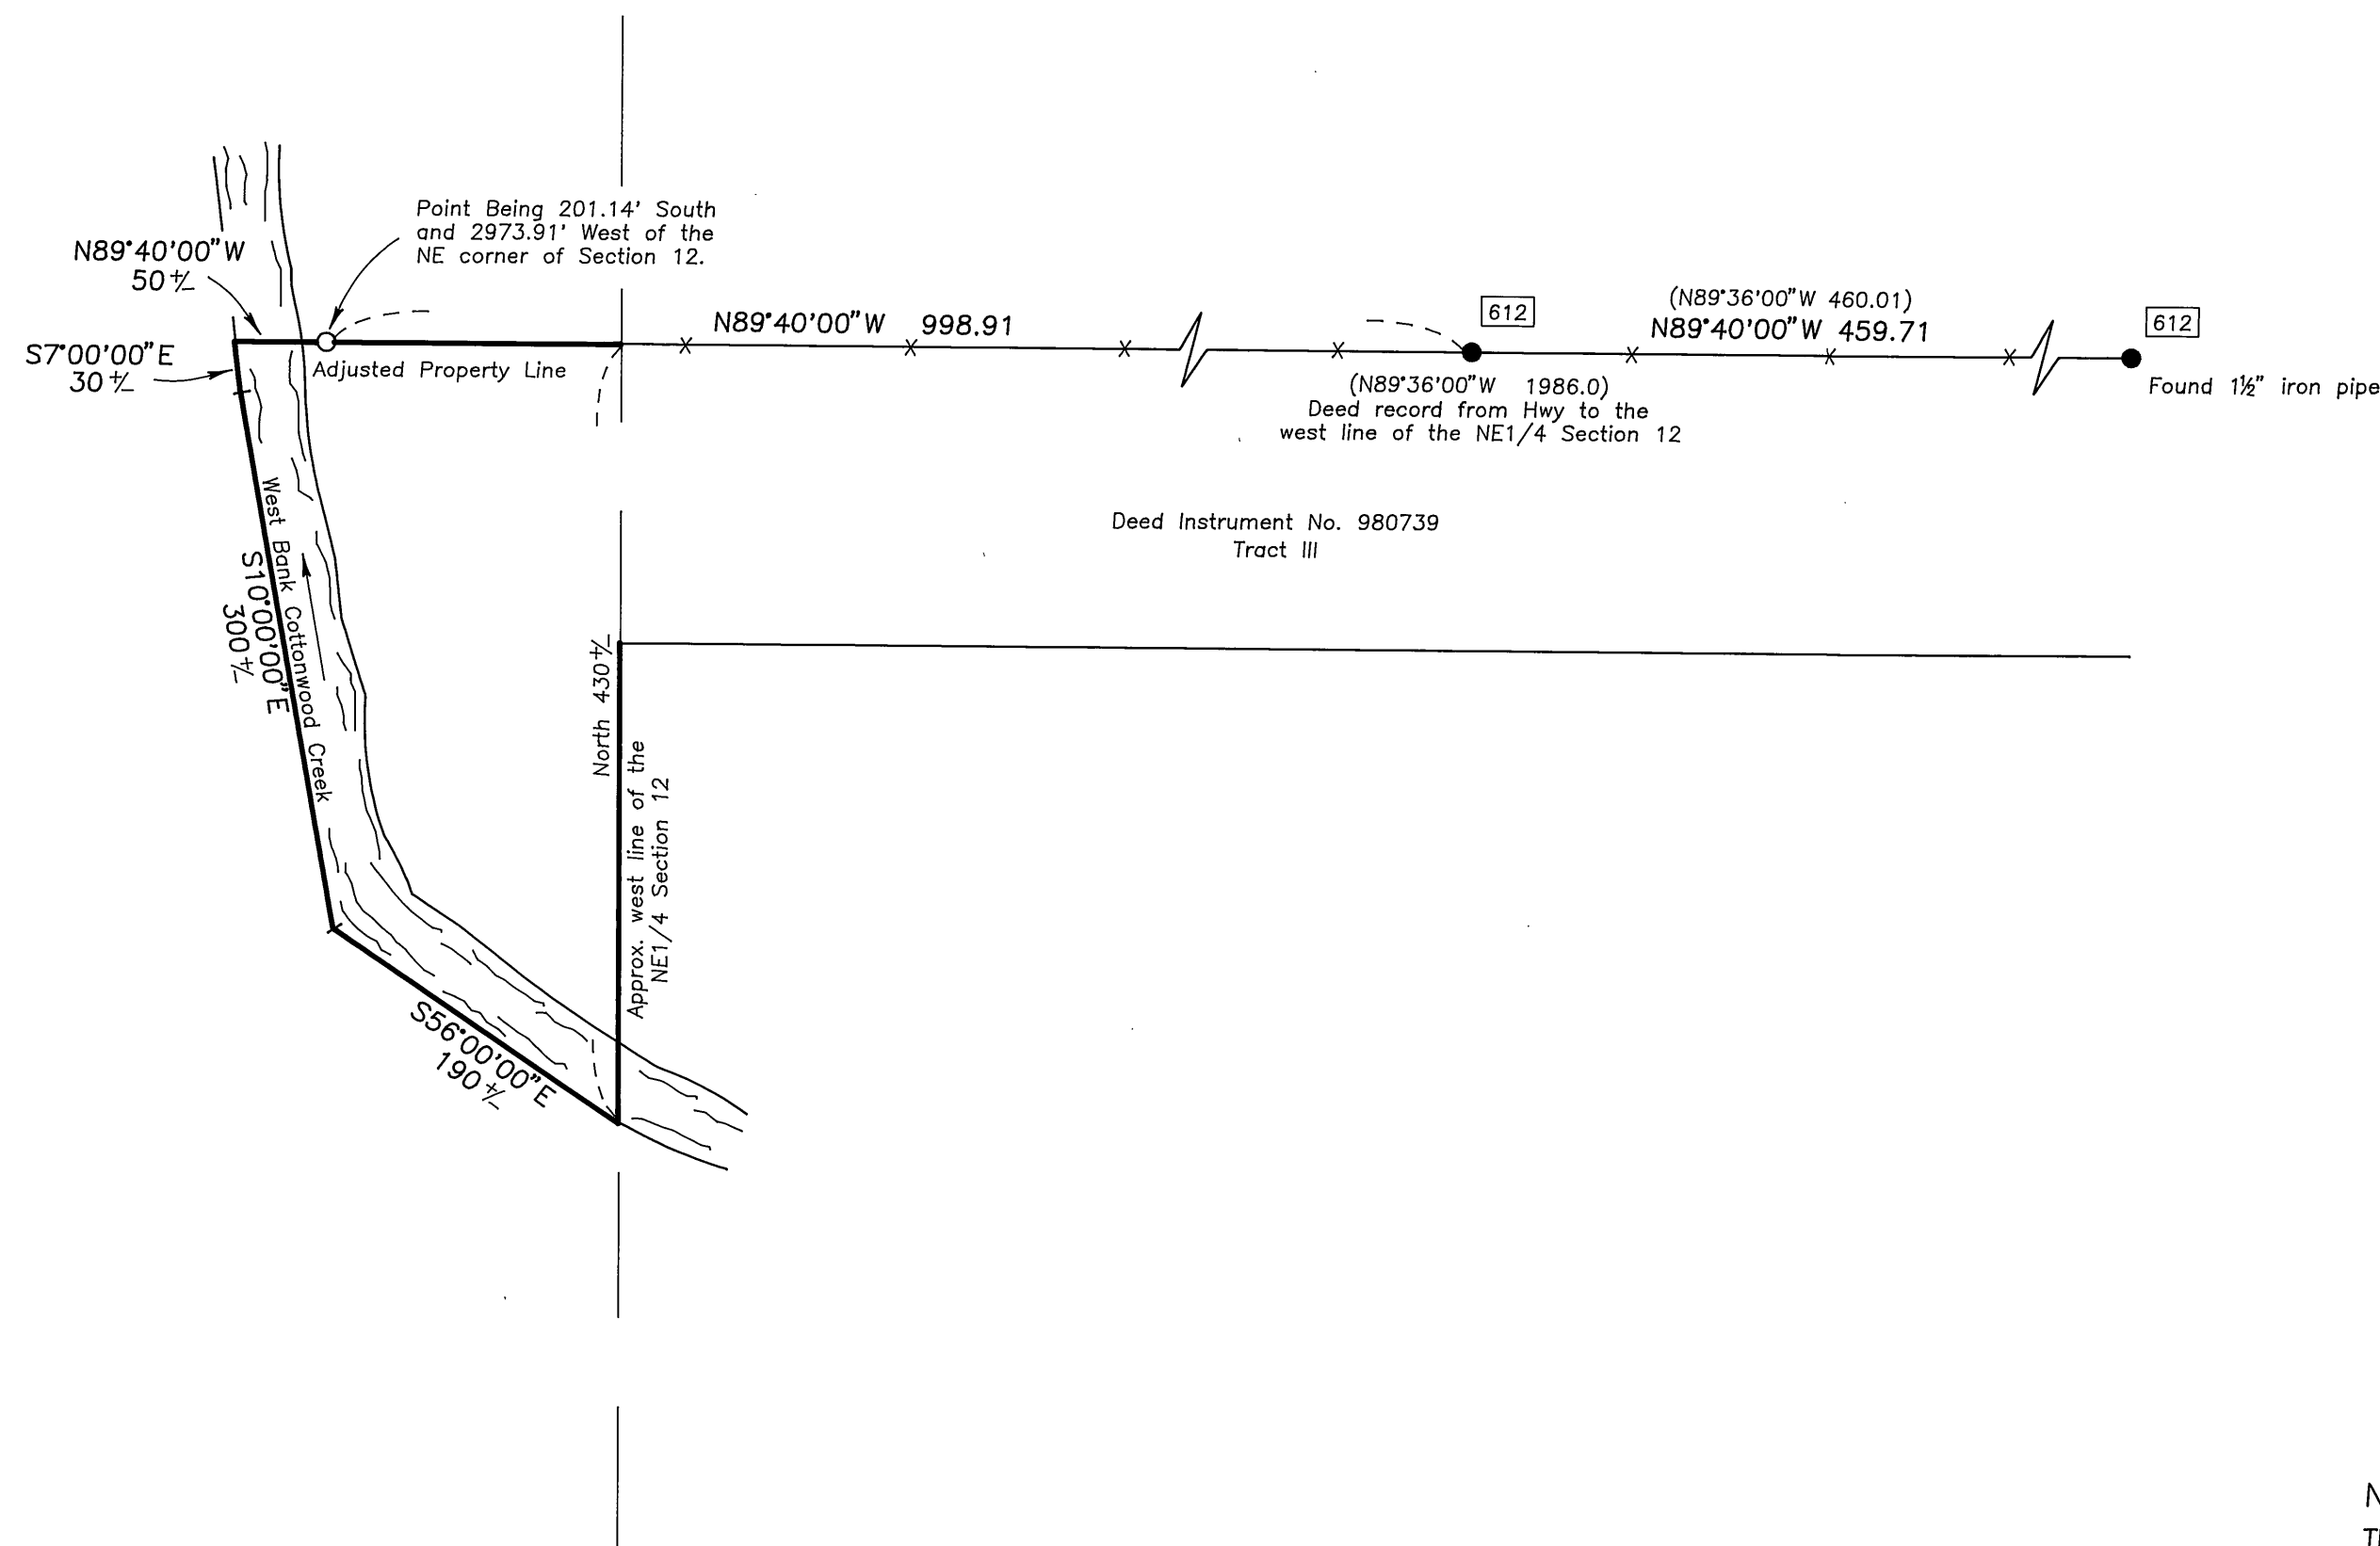 Point Being 201.14' South
and 2973.91' West of the
NE corner of Section 12.
N89°40'00"W
50+/-
S7°00'00"E
30+/-
Adjusted Property Line
N89°40'00"W 998.91
612
(N89°36'00"W 460.01)
N89°40'00"W 459.71
612
Found 1½" iron pipe
(N89°36'00"W 1986.0)
Deed record from Hwy to the
west line of the NE1/4 Section 12
Deed Instrument No. 980739
Tract III
West Bank Cottonwood Creek
S10°00'00"E
300+/-
North 430+/-
Approx. west line of the
NE1/4 Section 12
S56°00'00"E
190+/-